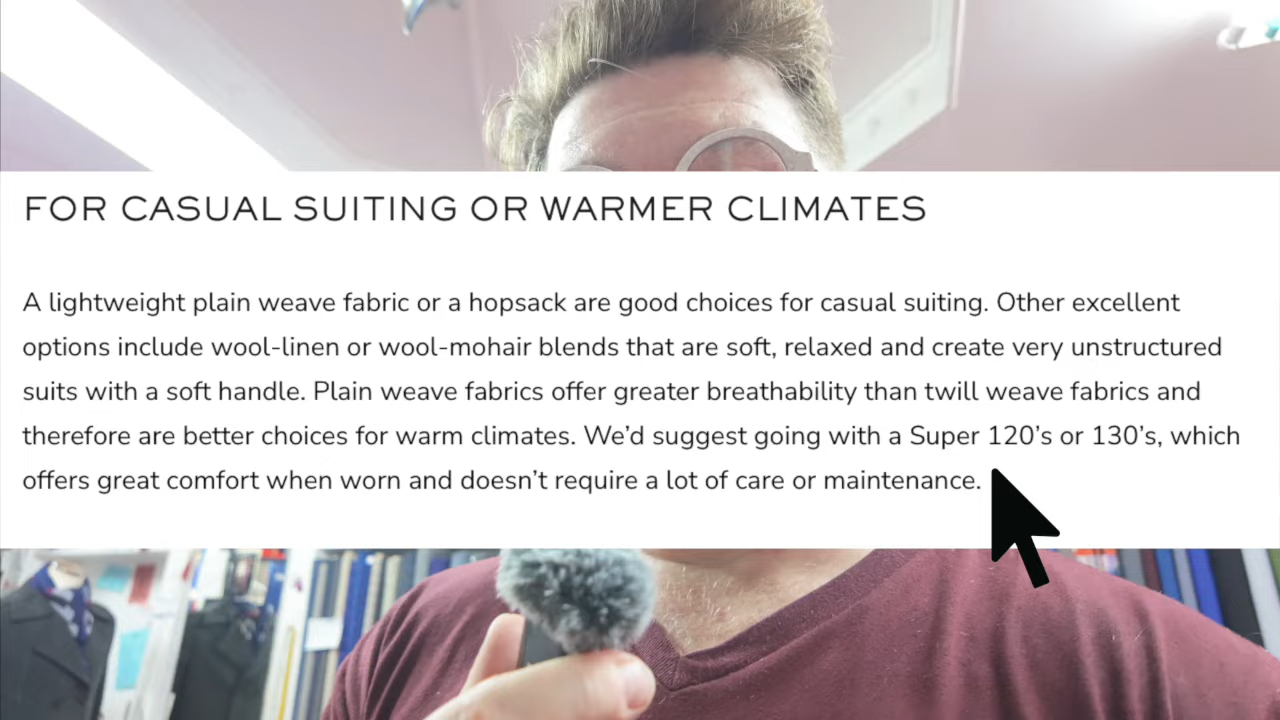 FOR CASUAL SUITING OR WARMER CLIMATES
A lightweight plain weave fabric or a hopsack are good choices for casual suiting. Other excellent
options include wool-linen or wool-mohair blends that are soft, relaxed and create very unstructured
suits with a soft handle. Plain weave fabrics offer greater breathability than twill weave fabrics and
therefore are better choices for warm climates. We’d suggest going with a Super 120’s or 130’s, which
offers great comfort when worn and doesn’t require a lot of care or maintenance.